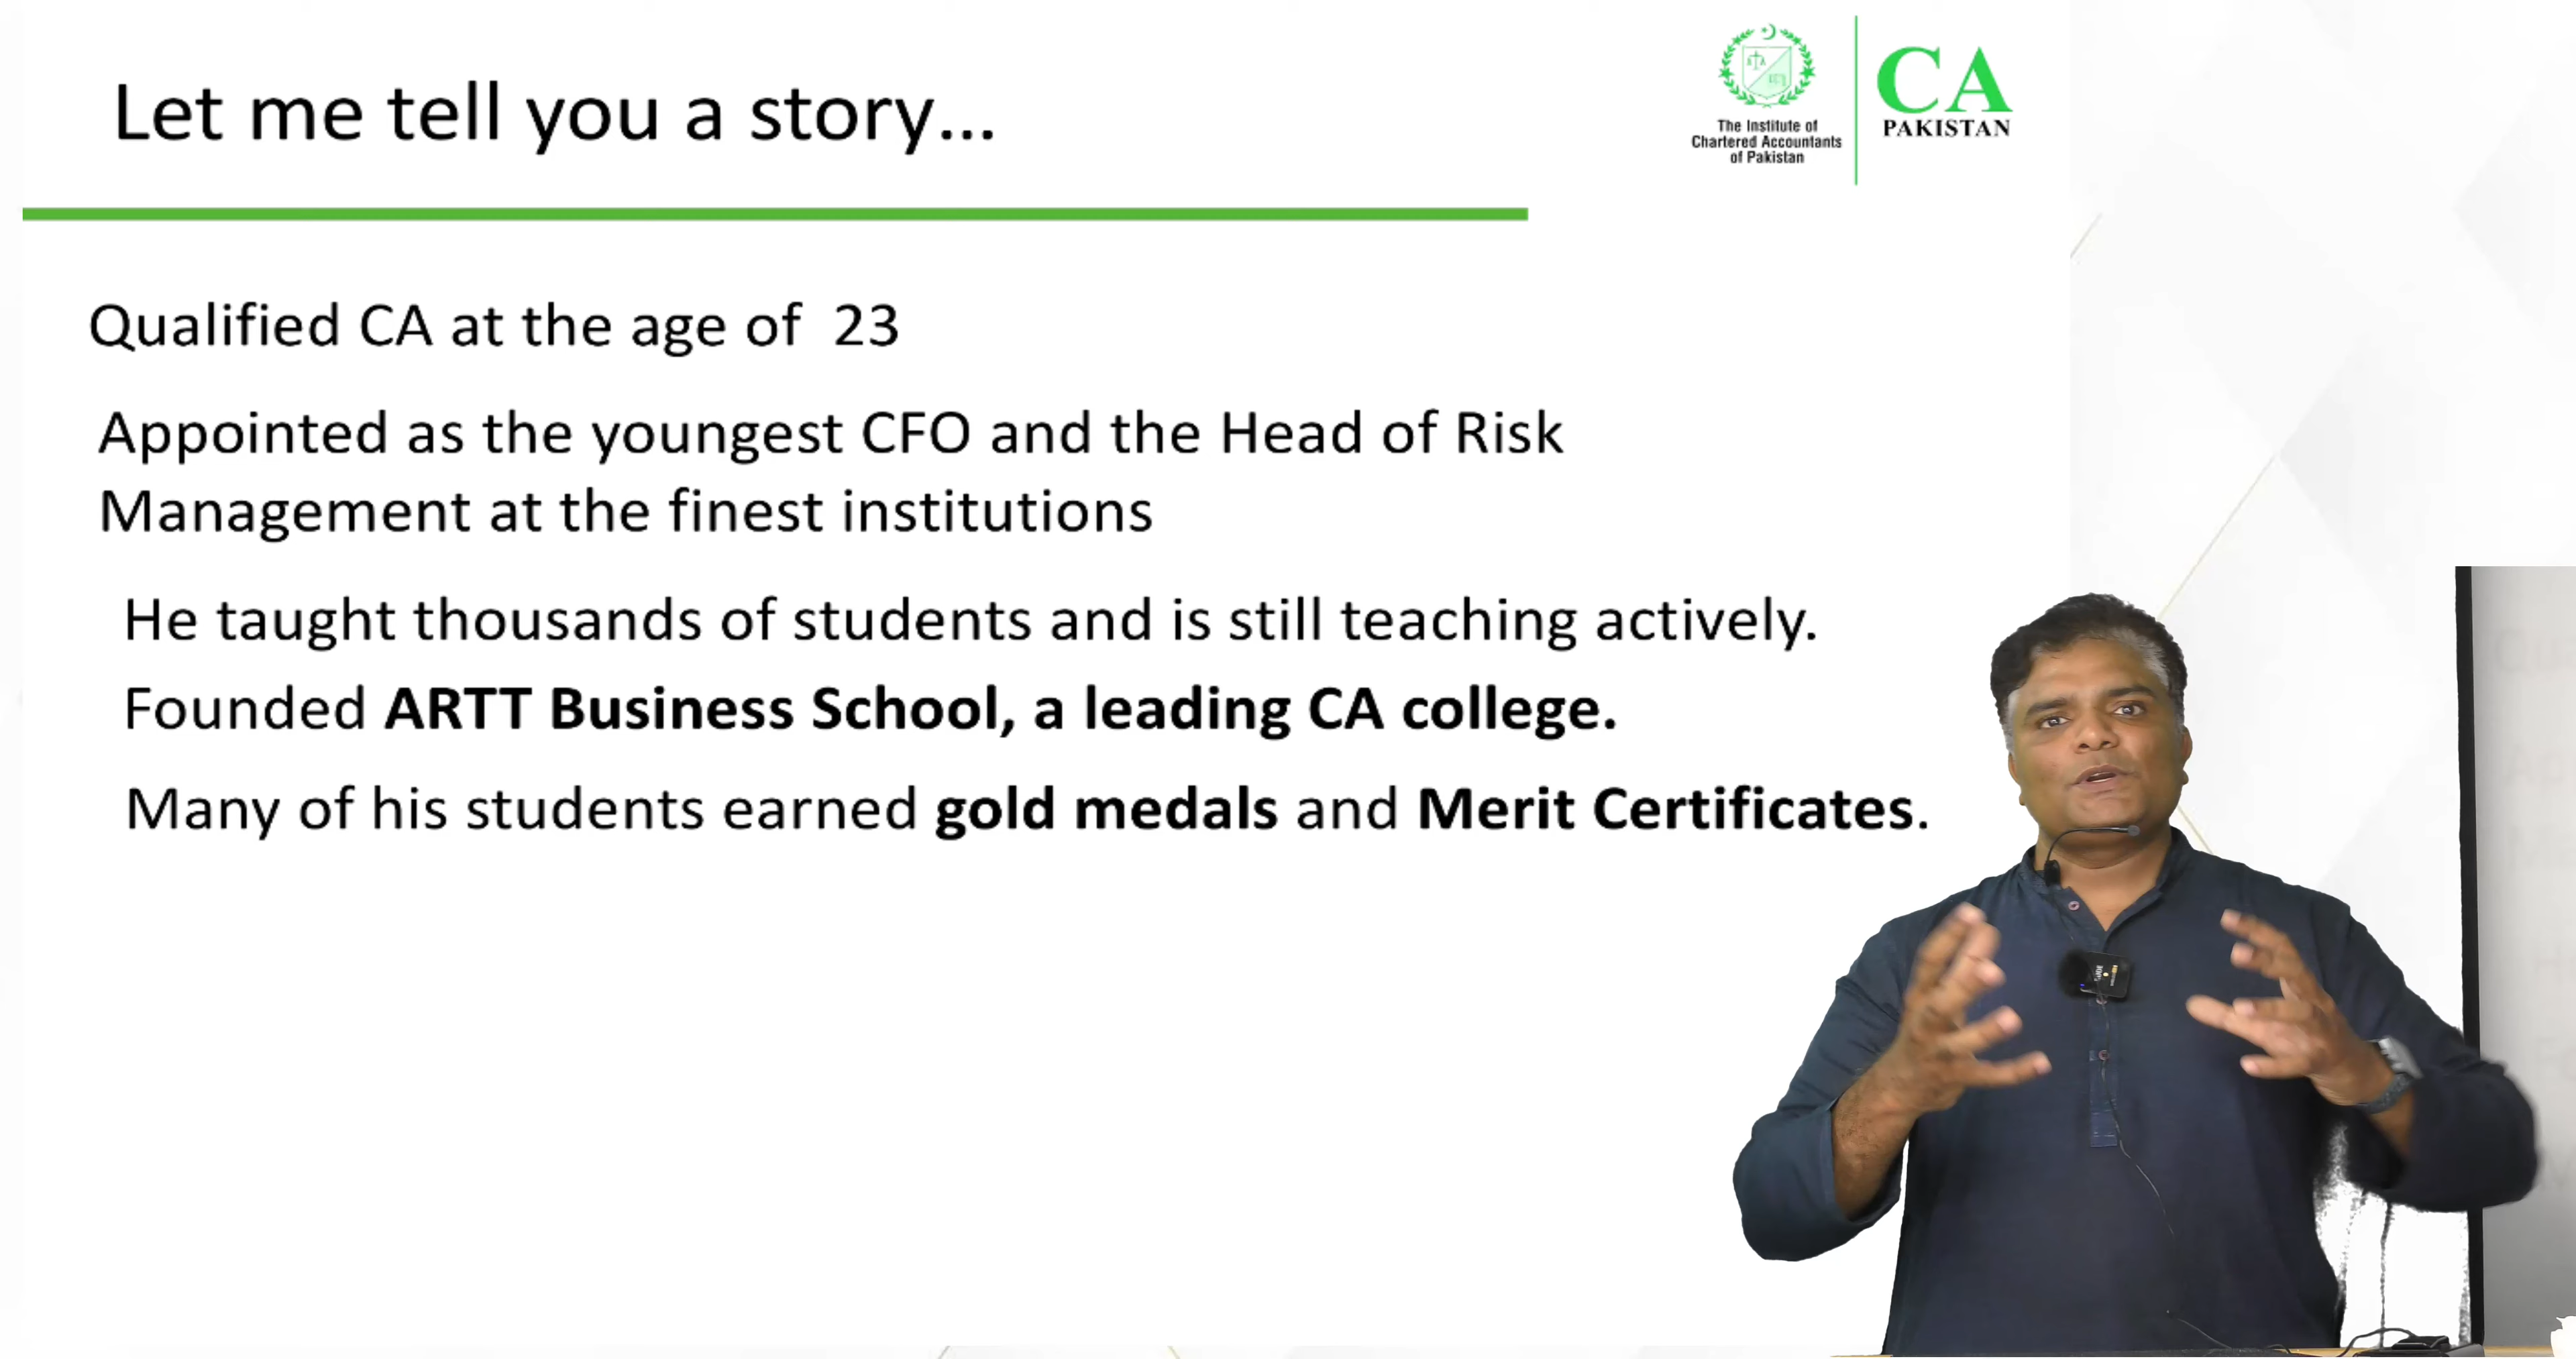 Let me tell you a story...
The Institute of
Chartered Accountants
of Pakistan
CA
PAKISTAN
Qualified CA at the age of 23
Appointed as the youngest CFO and the Head of Risk
Management at the finest institutions
He taught thousands of students and is still teaching actively.
Founded ARTT Business School, a leading CA college.
Many of his students earned gold medals and Merit Certificates.